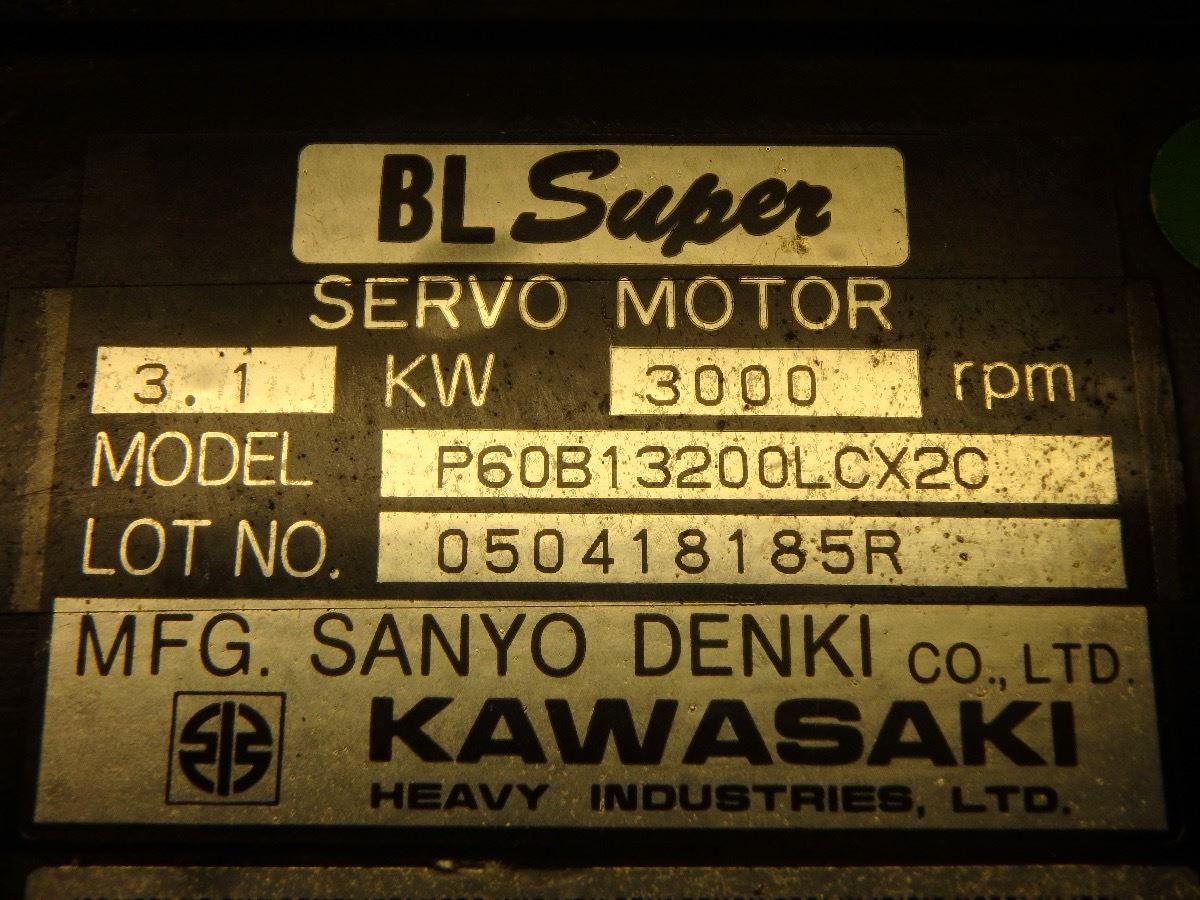 BL Super
SERVO MOTOR
3.1 KW 3000 rpm
MODEL P60B13200LCX2C
LOT NO. 050418185R
MFG. SANYO DENKI CO., LTD.
KAWASAKI
HEAVY INDUSTRIES, LTD.